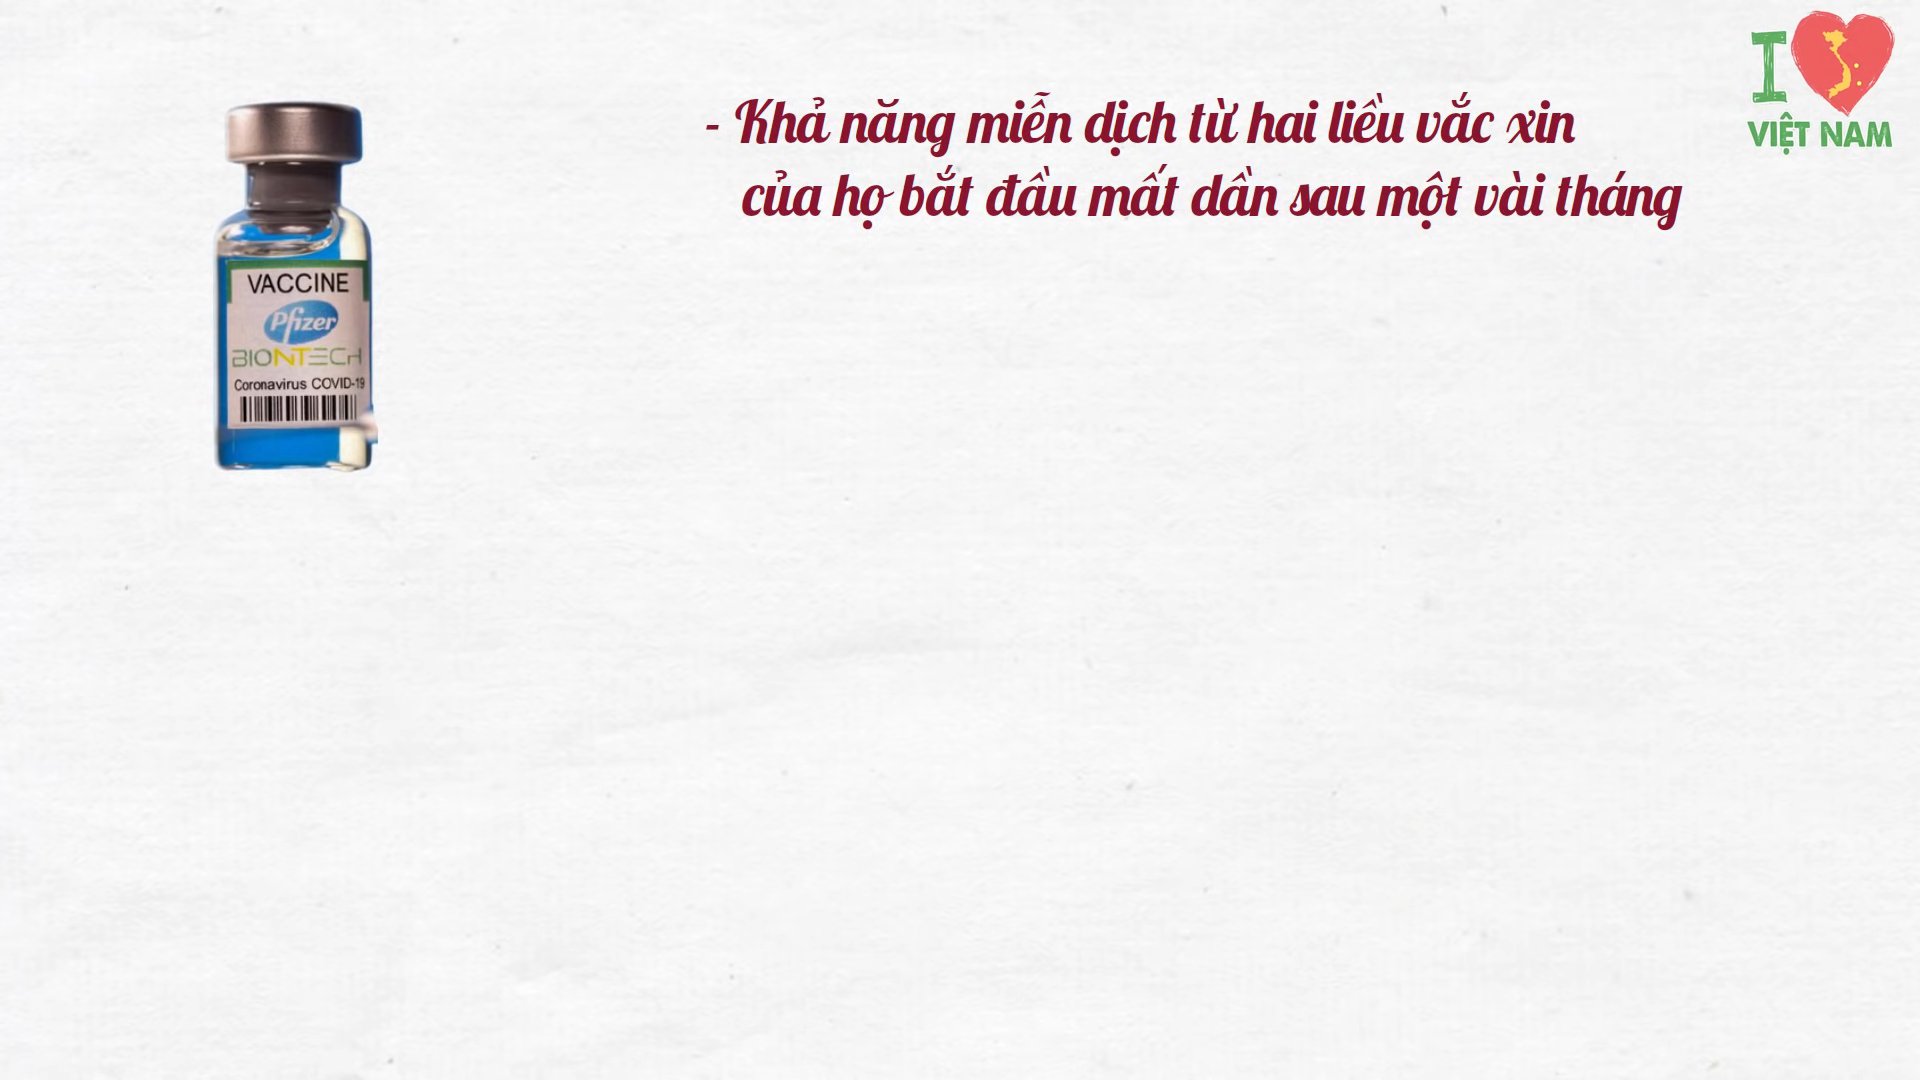 - Khả năng miễn dịch từ hai liều vắc xin
của họ bắt đầu mất dần sau một vài tháng
I
VIỆT NAM
VACCINE
Pfizer
BIONTECH
Coronavirus COVID-19